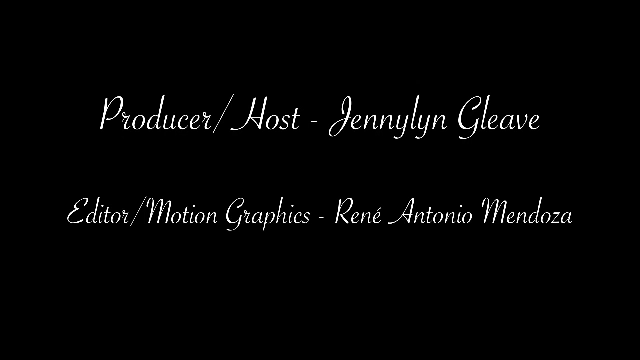 Producer/Host - Jennylyn Gleave
Editor/Motion Graphics - René Antonio Mendoza